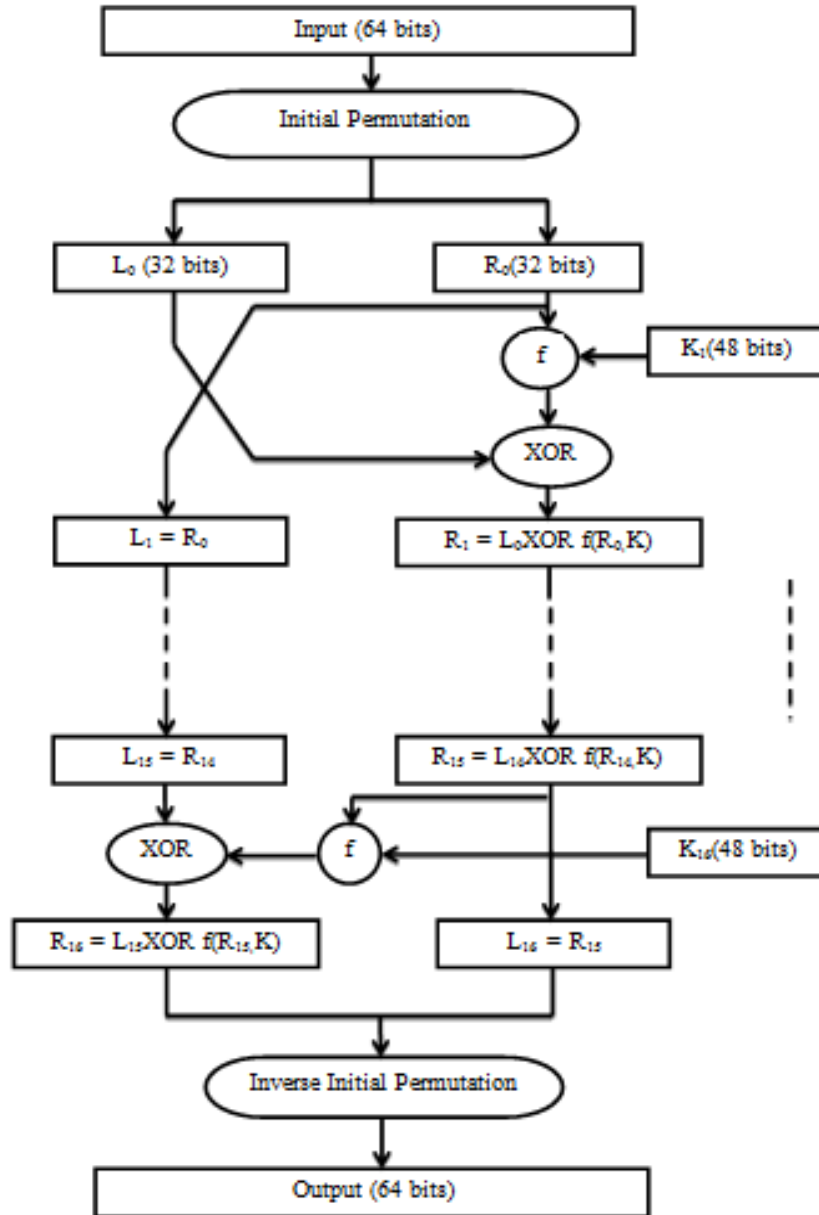 Input (64 bits)
Initial Permutation
L₀ (32 bits)
R₀(32 bits)
f
K₁(48 bits)
XOR
L₁ = R₀
R₁ = L₀XOR f(R₀,K)
L₁₅ = R₁₄
R₁₅ = L₁₄XOR f(R₁₄,K)
XOR
f
K₁₆(48 bits)
R₁₆ = L₁₅XOR f(R₁₅,K)
L₁₆ = R₁₅
Inverse Initial Permutation
Output (64 bits)